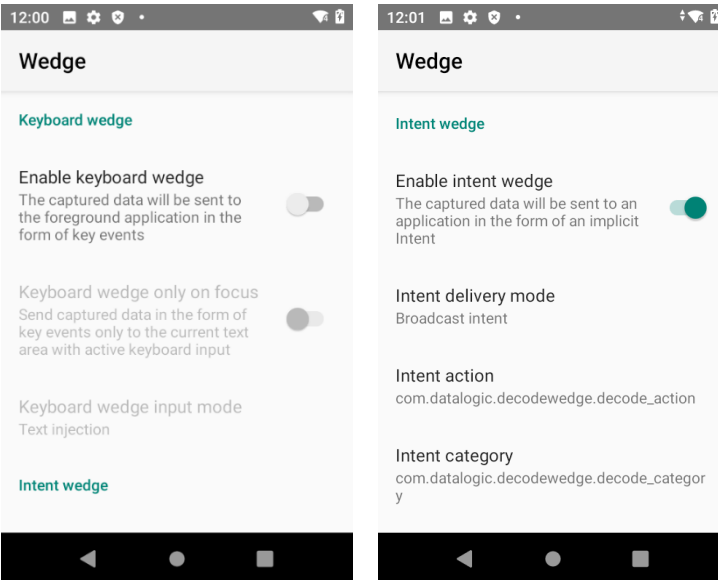 12:00
Wedge
Keyboard wedge
Enable keyboard wedge
The captured data will be sent to
the foreground application in the
form of key events
Keyboard wedge only on focus
Send captured data in the form of
key events only to the current text
area with active keyboard input
Keyboard wedge input mode
Text injection
Intent wedge
12:01
Wedge
Intent wedge
Enable intent wedge
The captured data will be sent to an
application in the form of an implicit
Intent
Intent delivery mode
Broadcast intent
Intent action
com.datalogic.decodewedge.decode_action
Intent category
com.datalogic.decodewedge.decode_categor
y